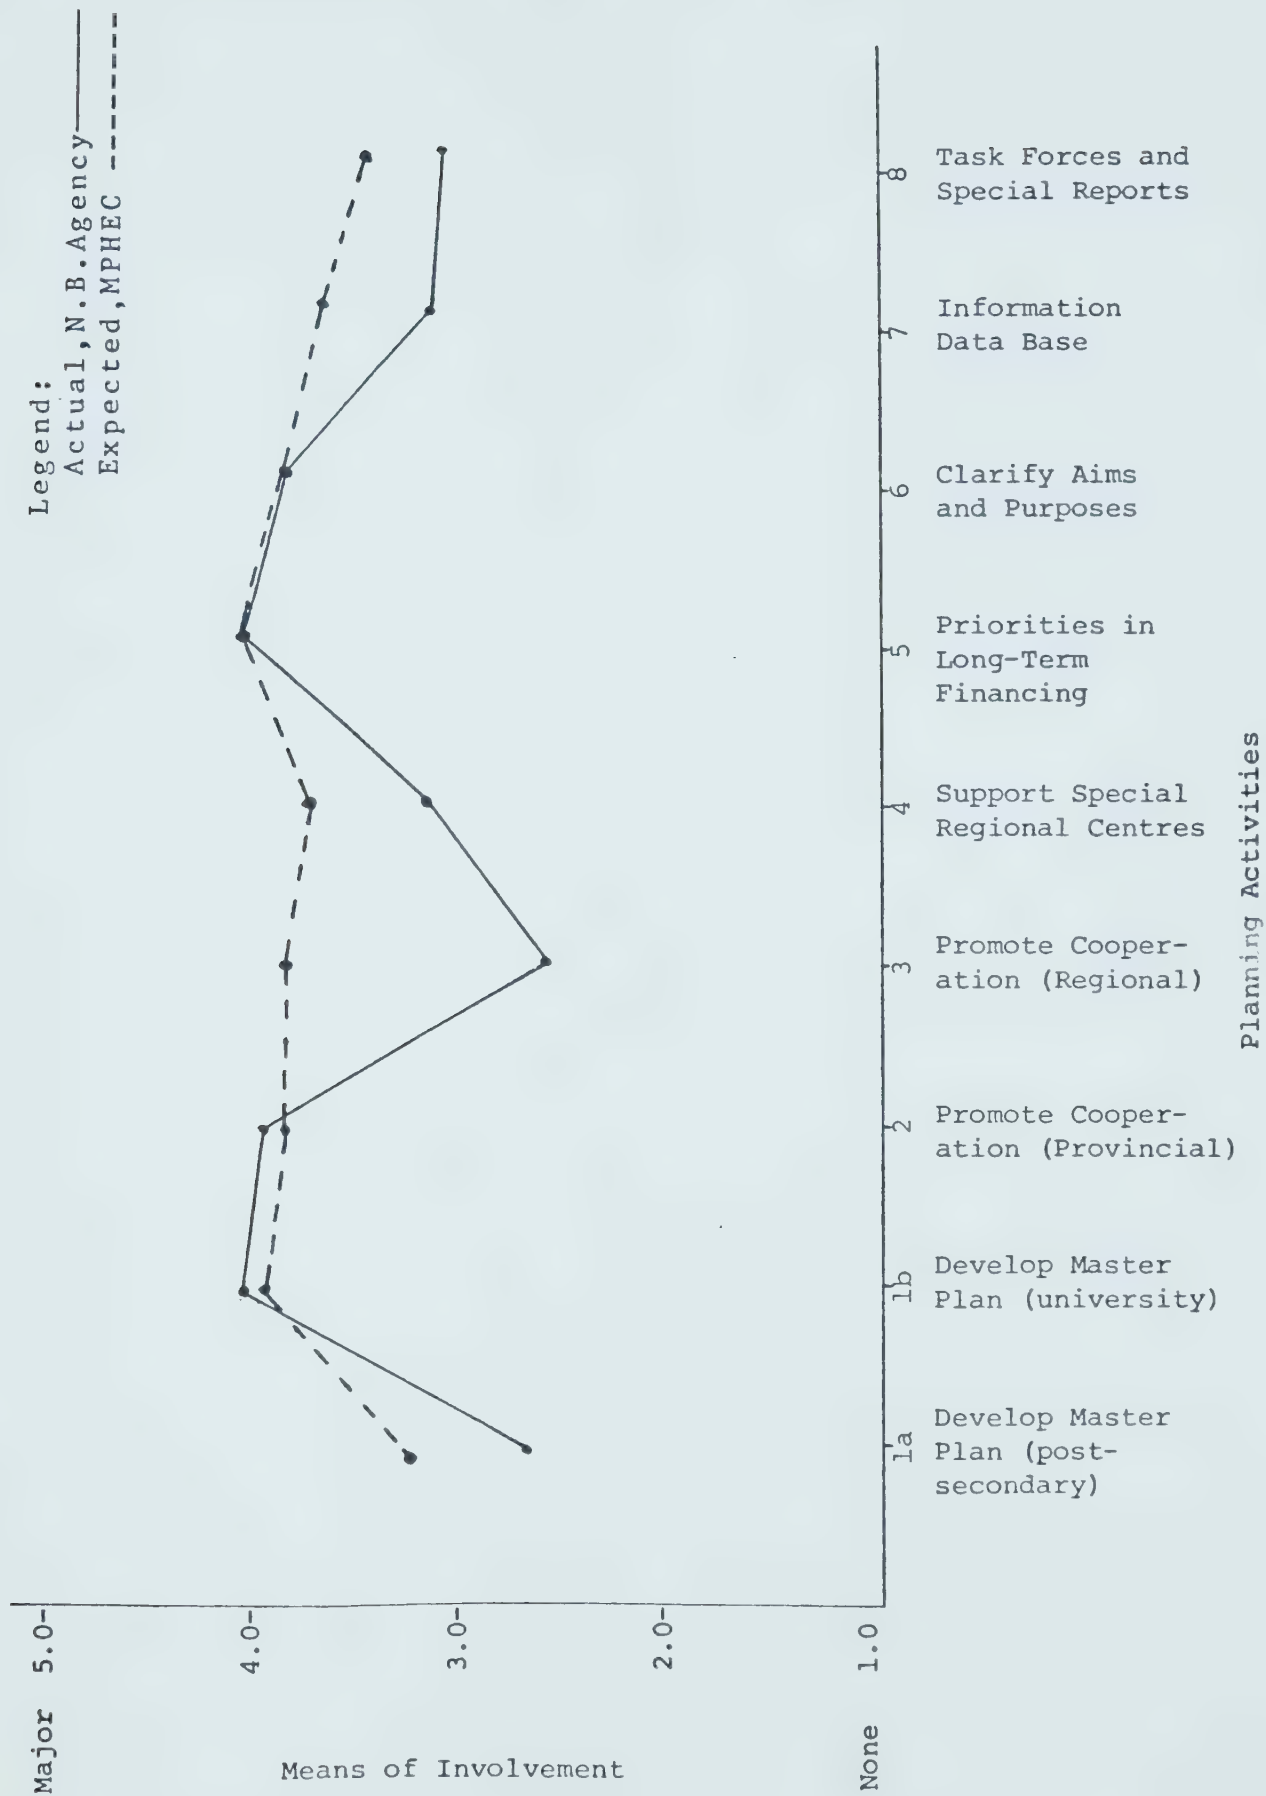 Legend:
Actual,N.B.Agency
Expected,MPHEC
Major 5.0-
4.0-
3.0-
2.0-
None 1.0
Means of Involvement
1a
1b
2
3
4
5
6
7
8
Develop Master
Plan (post-
secondary)
Develop Master
Plan (university)
Promote Cooper-
ation (Provincial)
Promote Cooper-
ation (Regional)
Support Special
Regional Centres
Priorities in
Long-Term
Financing
Clarify Aims
and Purposes
Information
Data Base
Task Forces and
Special Reports
Planning Activities